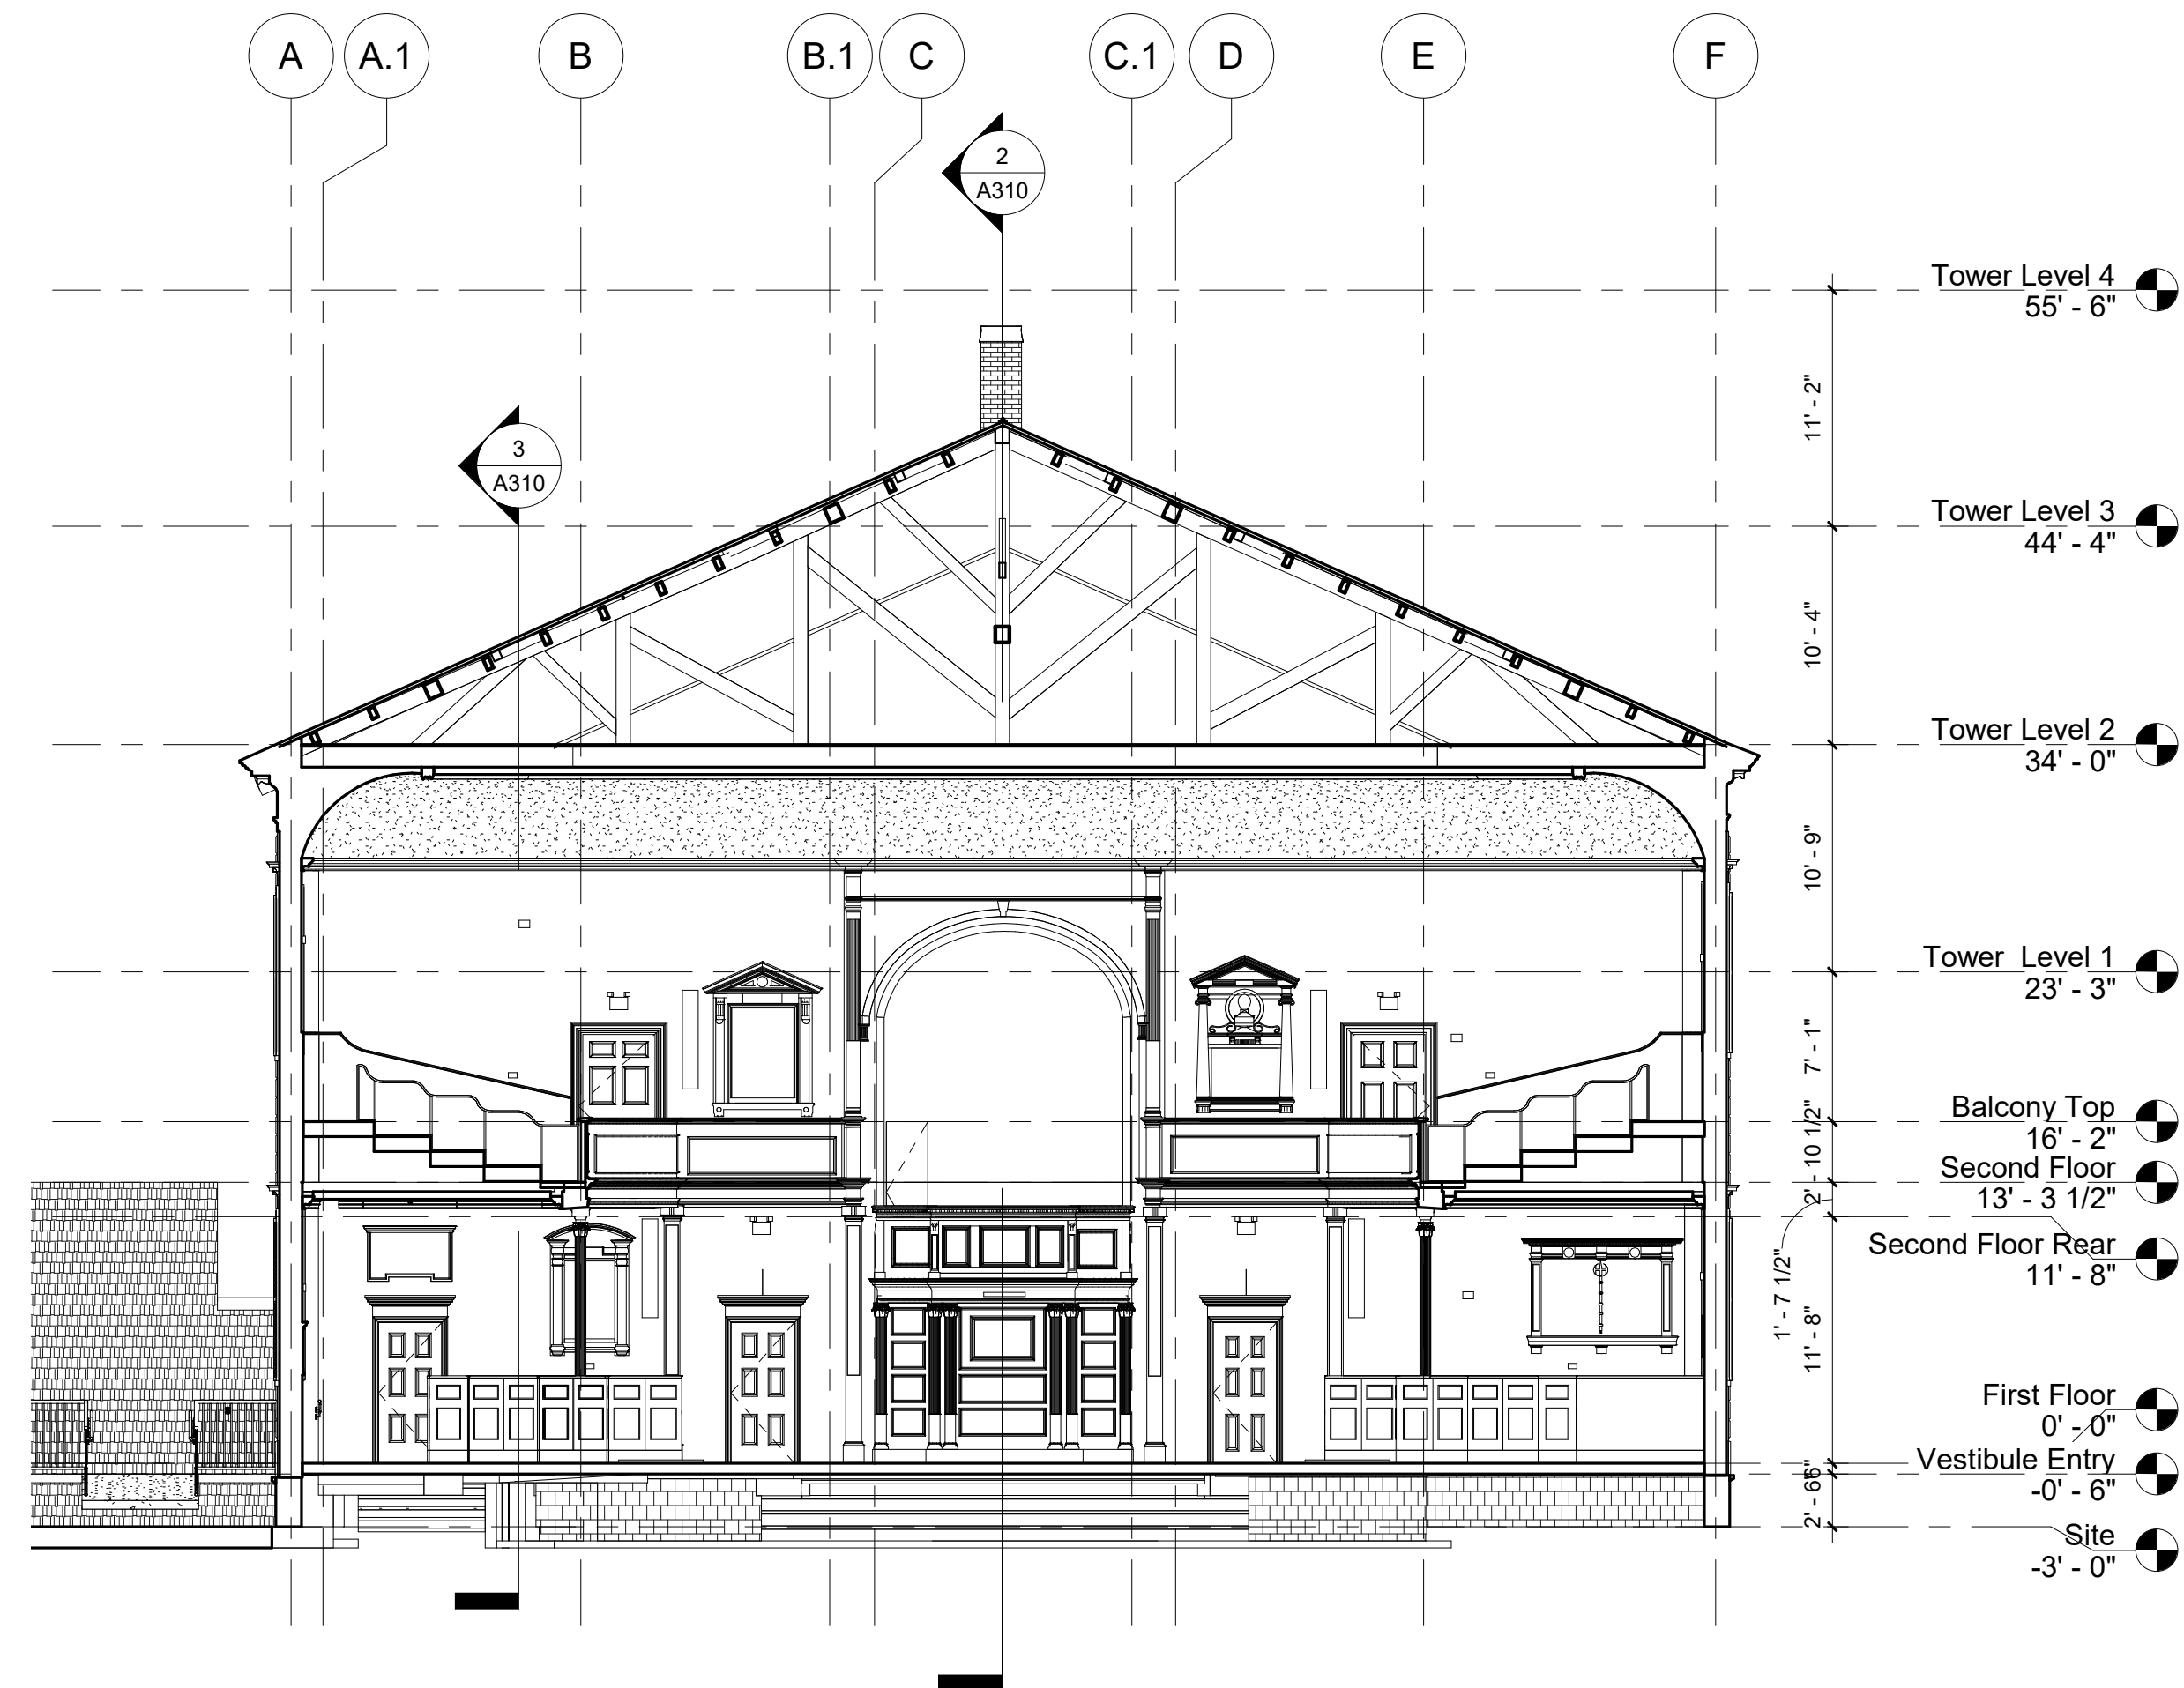 A
A.1
B
B.1
C
C.1
D
E
F
2
A310
3
A310
Tower Level 4
55' - 6"
11' - 2"
Tower Level 3
44' - 4"
10' - 4"
Tower Level 2
34' - 0"
10' - 9"
Tower  Level 1
23' - 3"
7' - 1"
Balcony Top
16' - 2"
2' - 10 1/2"
Second Floor
13' - 3 1/2"
1' - 7 1/2"
Second Floor Rear
11' - 8"
11' - 8"
First Floor
0' - 0"
6"
Vestibule Entry
-0' - 6"
2' - 6"
Site
-3' - 0"